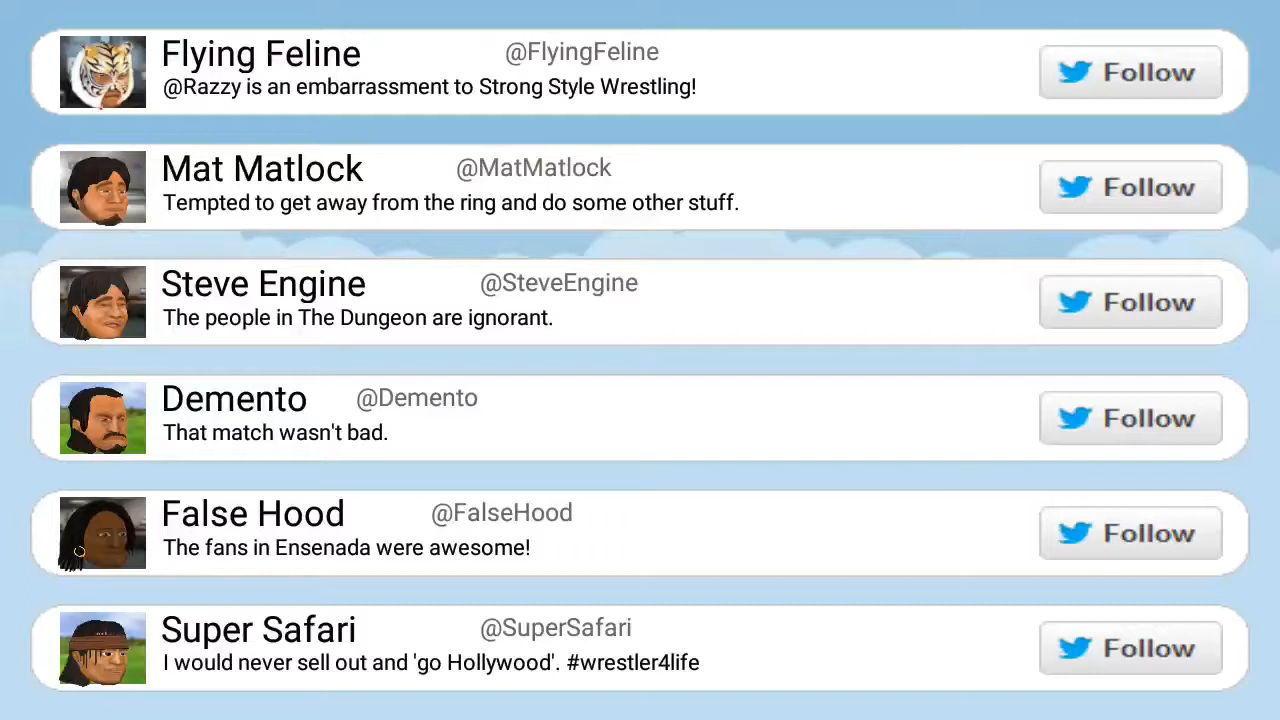 Flying Feline @FlyingFeline Follow
@Razzy is an embarrassment to Strong Style Wrestling!
Mat Matlock @MatMatlock Follow
Tempted to get away from the ring and do some other stuff.
Steve Engine @SteveEngine Follow
The people in The Dungeon are ignorant.
Demento @Demento Follow
That match wasn't bad.
False Hood @FalseHood Follow
The fans in Ensenada were awesome!
Super Safari @SuperSafari Follow
I would never sell out and 'go Hollywood'. #wrestler4life